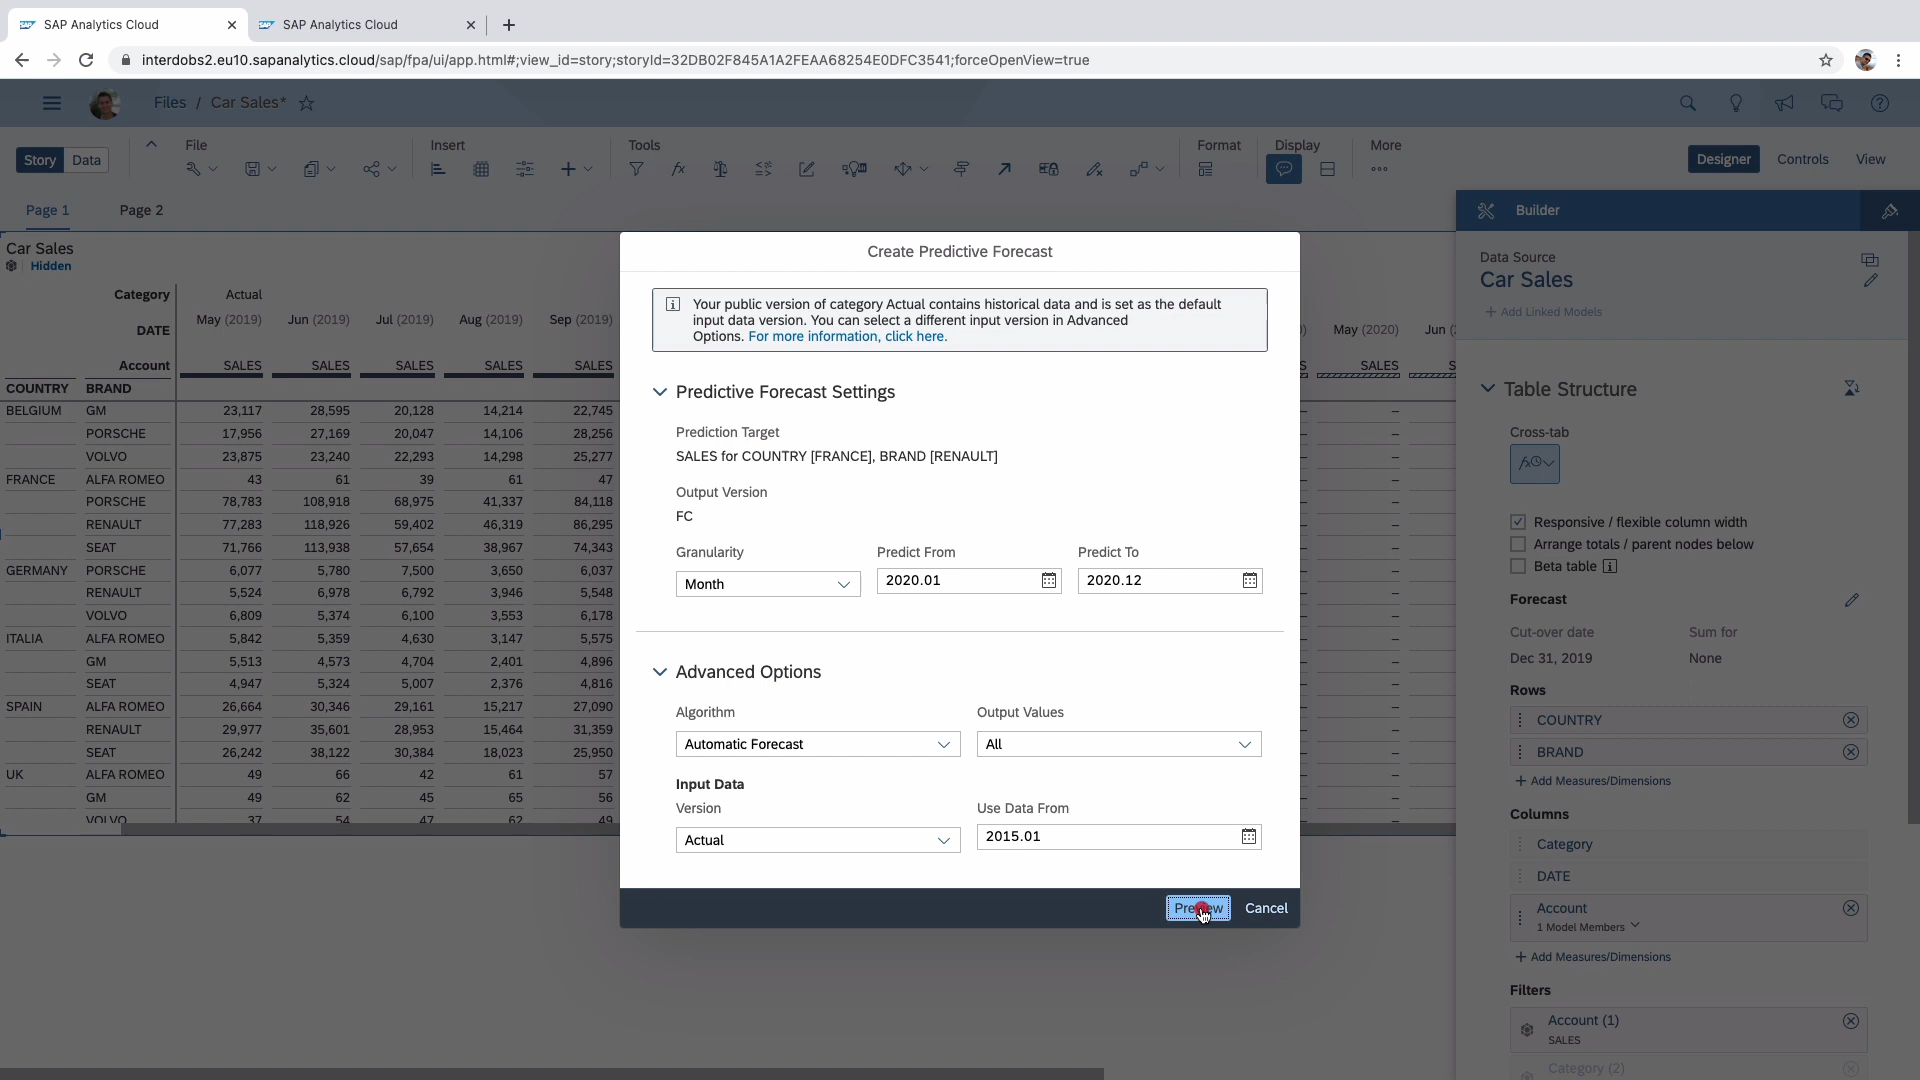 SAP Analytics Cloud
SAP Analytics Cloud
interdobs2.eu10.sapanalytics.cloud/sap/fpa/ui/app.html#;view_id=story;storyId=32DB02F845A1A2FEAA68254E0DFC3541;forceOpenView=true
Files / Car Sales*
Story Data
File
Insert
Tools
Format
Display
More
Designer Controls View
Page 1 Page 2
Car Sales
Hidden
Category Actual
DATE May (2019) Jun (2019) Jul (2019) Aug (2019) Sep (2019) May (2020) Jun
Account SALES SALES SALES SALES SALES SALES
COUNTRY BRAND
BELGIUM GM 23,117 28,595 20,128 14,214 22,745 –
PORSCHE 17,956 27,169 20,047 14,106 28,256 –
VOLVO 23,875 23,240 22,293 14,298 25,277 –
FRANCE ALFA ROMEO 43 61 39 61 47 –
PORSCHE 78,783 108,918 68,975 41,337 84,118 –
RENAULT 77,283 118,926 59,402 46,319 86,295 –
SEAT 71,766 113,938 57,654 38,967 74,343 –
GERMANY PORSCHE 6,077 5,780 7,500 3,650 6,037 –
RENAULT 5,524 6,978 6,792 3,946 5,548 –
VOLVO 6,809 5,374 6,100 3,553 6,178 –
ITALIA ALFA ROMEO 5,842 5,359 4,630 3,147 5,575 –
GM 5,513 4,573 4,704 2,401 4,896 –
SEAT 4,947 5,324 5,007 2,376 4,816 –
SPAIN ALFA ROMEO 26,664 30,346 29,161 15,217 27,090 –
RENAULT 29,977 35,601 28,953 15,464 31,359 –
SEAT 26,242 38,122 30,384 18,023 25,950 –
UK ALFA ROMEO 49 66 42 61 57 –
GM 49 62 45 65 56 –
VOLVO 37 54 47 62 49 –
Create Predictive Forecast
Your public version of category Actual contains historical data and is set as the default
input data version. You can select a different input version in Advanced
Options. For more information, click here.
Predictive Forecast Settings
Prediction Target
SALES for COUNTRY [FRANCE], BRAND [RENAULT]
Output Version
FC
Granularity Predict From Predict To
Month 2020.01 2020.12
Advanced Options
Algorithm Output Values
Automatic Forecast All
Input Data
Version Use Data From
Actual 2015.01
Preview Cancel
Builder
Data Source
Car Sales
+ Add Linked Models
Table Structure
Cross-tab
Responsive / flexible column width
Arrange totals / parent nodes below
Beta table
Forecast
Cut-over date Sum for
Dec 31, 2019 None
Rows
COUNTRY
BRAND
+ Add Measures/Dimensions
Columns
Category
DATE
Account
1 Model Members
+ Add Measures/Dimensions
Filters
Account (1)
SALES
Category (2)